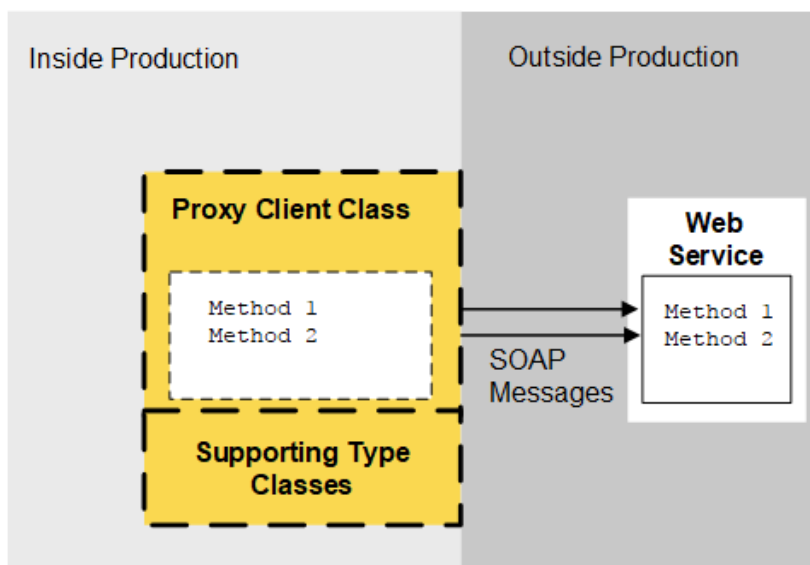 Inside Production
Outside Production
Proxy Client Class
Method 1
Method 2
Supporting Type
Classes
SOAP
Messages
Web
Service
Method 1
Method 2